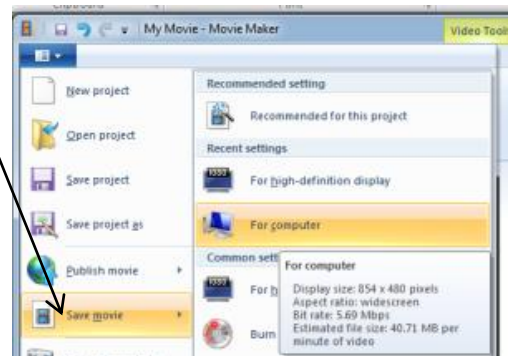 My Movie - Movie Maker
Video Tools
New project
Open project
Save project
Save project as
Publish movie
Save movie
Recommended setting
Recommended for this project
Recent settings
For high-definition display
For computer
Common sett
For h
Burn
For computer
Display size: 854 x 480 pixels
Aspect ratio: widescreen
Bit rate: 5.69 Mbps
Estimated file size: 40.71 MB per
minute of video